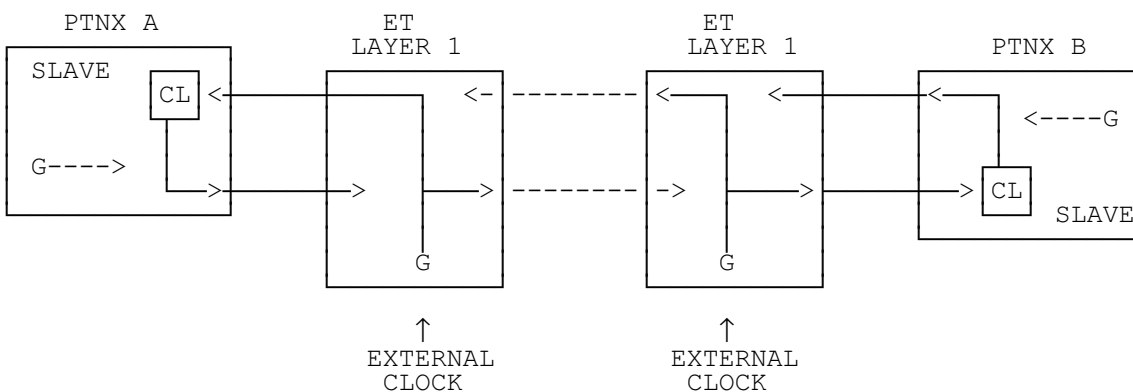 PTNX A ET ET PTNX B
LAYER 1 LAYER 1
SLAVE
CL
G
G
CL
SLAVE
G G
EXTERNAL EXTERNAL
CLOCK CLOCK